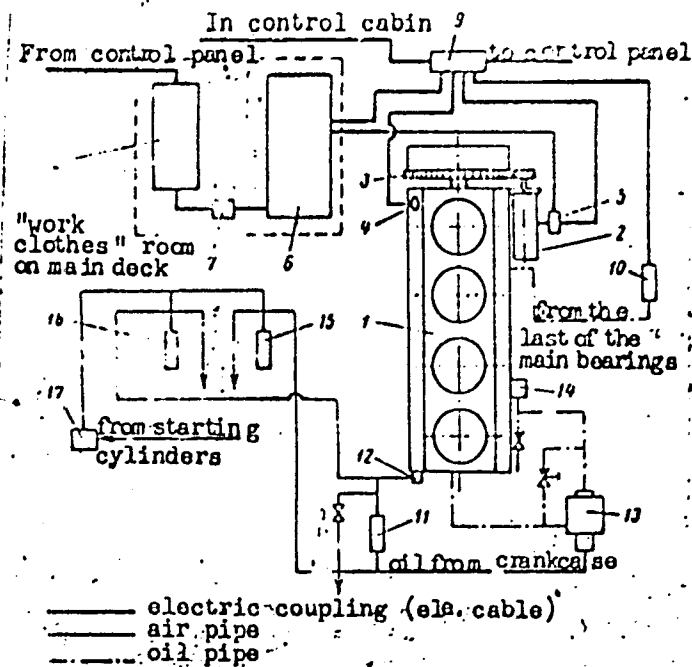 In control cabin
9
From control panel
to control panel
3
4
5
2
"work
clothes" room
on main deck
7
6
10
1
from the
last of the
main bearings
16
15
14
17
from starting
cylinders
12
11
13
oil from crankcase
electric coupling (ela. cable)
air pipe
oil pipe